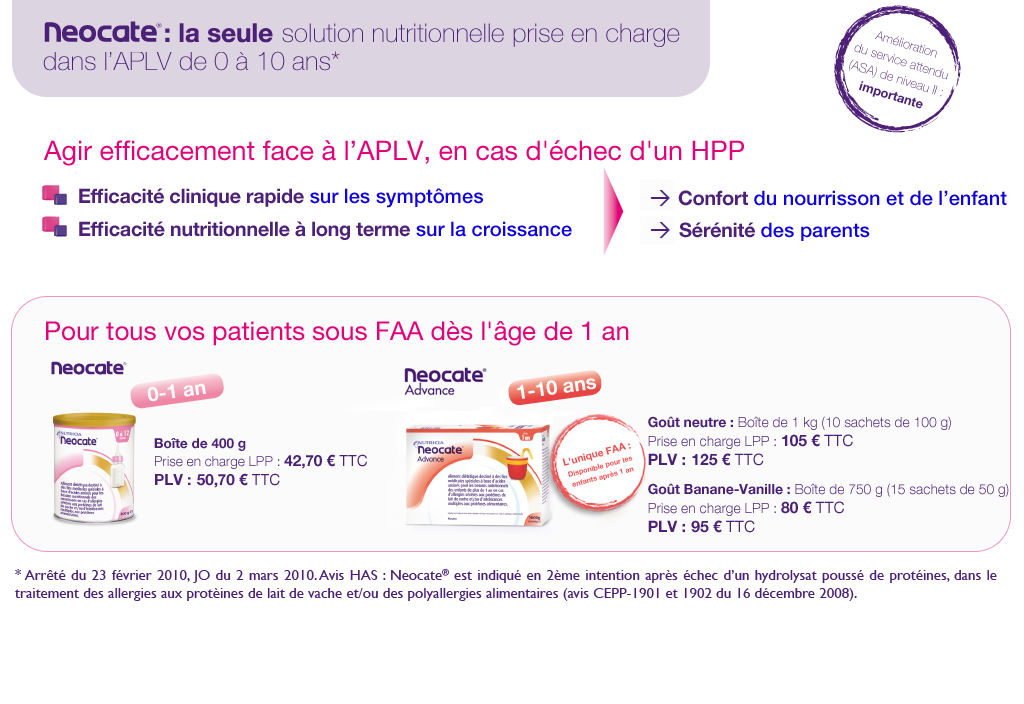 Neocate® : la seule solution nutritionnelle prise en charge
dans l’APLV de 0 à 10 ans*
Amélioration
du service attendu
(ASA) de niveau II :
importante
Agir efficacement face à l’APLV, en cas d'échec d'un HPP
Efficacité clinique rapide sur les symptômes
Efficacité nutritionnelle à long terme sur la croissance
→ Confort du nourrisson et de l’enfant
→ Sérénité des parents
Pour tous vos patients sous FAA dès l'âge de 1 an
Neocate®
0-1 an
NUTRICIA
Neocate
Boîte de 400 g
Prise en charge LPP : 42,70 € TTC
PLV : 50,70 € TTC
Neocate®
Advance
1-10 ans
NUTRICIA
Neocate
Advance
L'unique FAA :
Disponible pour les
enfants après 1 an
Goût neutre : Boîte de 1 kg (10 sachets de 100 g)
Prise en charge LPP : 105 € TTC
PLV : 125 € TTC
Goût Banane-Vanille : Boîte de 750 g (15 sachets de 50 g)
Prise en charge LPP : 80 € TTC
PLV : 95 € TTC
* Arrêté du 23 février 2010, JO du 2 mars 2010. Avis HAS : Neocate® est indiqué en 2ème intention après échec d’un hydrolysat poussé de protéines, dans le
traitement des allergies aux protèines de lait de vache et/ou des polyallergies alimentaires (avis CEPP-1901 et 1902 du 16 décembre 2008).